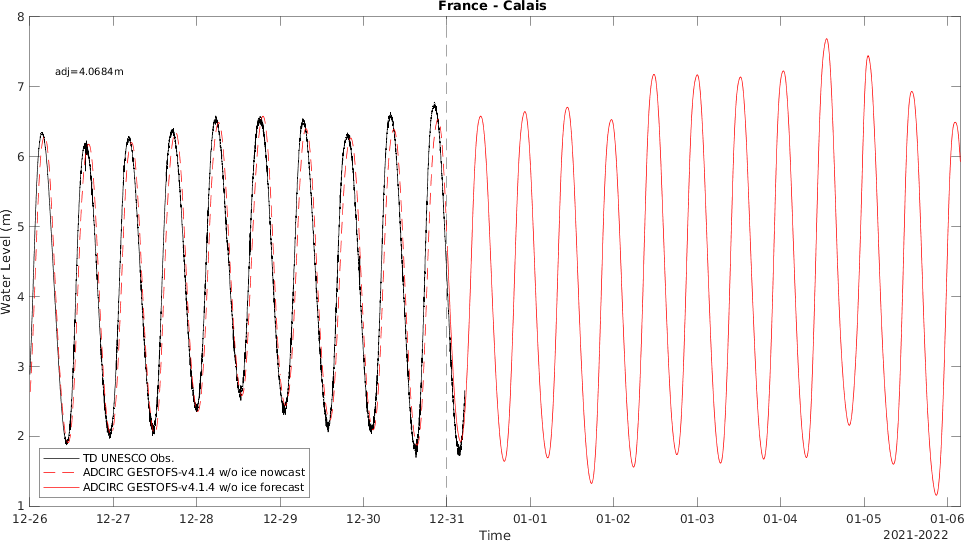 France - Calais
8
adj=4.0684m
7
6
5
4
3
2
1
Water Level (m)
TD UNESCO Obs.
ADCIRC GESTOFS-v4.1.4 w/o ice nowcast
ADCIRC GESTOFS-v4.1.4 w/o ice forecast
12-26 12-27 12-28 12-29 12-30 12-31 01-01 01-02 01-03 01-04 01-05 01-06
Time
2021-2022